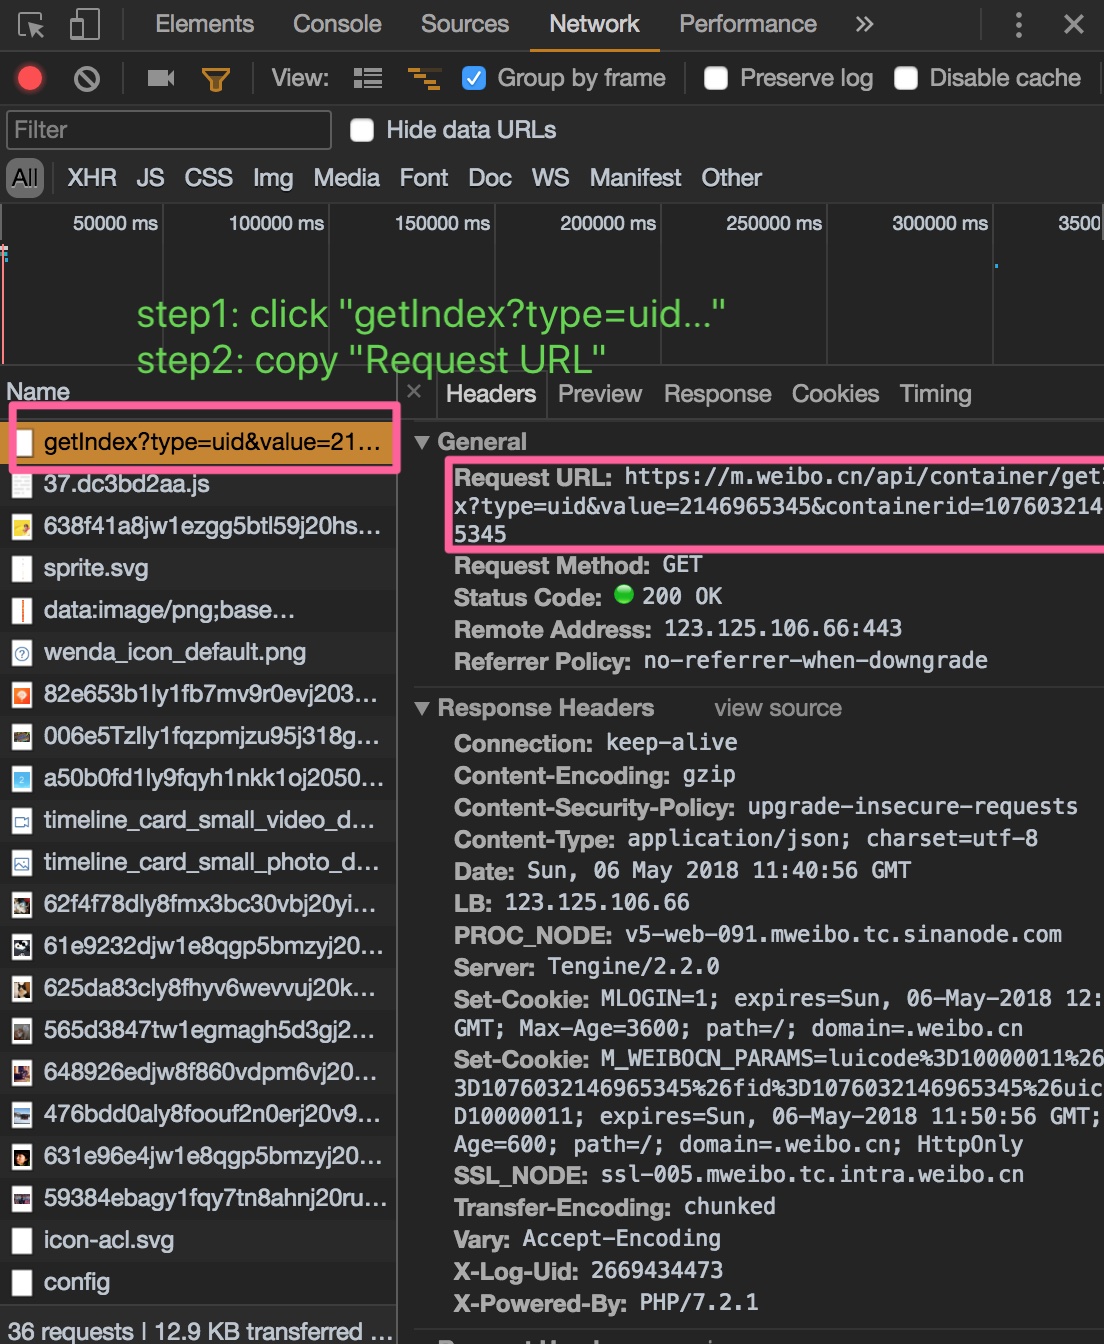 Elements Console Sources Network Performance »
View: Group by frame Preserve log Disable cache
Filter Hide data URLs
All XHR JS CSS Img Media Font Doc WS Manifest Other
50000 ms 100000 ms 150000 ms 200000 ms 250000 ms 300000 ms 3500
step1: click "getIndex?type=uid..."
step2: copy "Request URL"
Name
getIndex?type=uid&value=21...
37.dc3bd2aa.js
638f41a8jw1ezgg5btl59j20hs...
sprite.svg
data:image/png;base...
wenda_icon_default.png
82e653b1ly1fb7mv9r0evj203...
006e5TzIly1fqzpmjzu95j318g...
a50b0fd1ly9fqyh1nkk1oj2050...
timeline_card_small_video_d...
timeline_card_small_photo_d...
62f4f78dly8fmx3bc30vbj20yi...
61e9232djw1e8qgp5bmzyj20...
625da83cly8fhyv6wevvuj20k...
565d3847tw1egmagh5d3gj2...
648926edjw8f860vdpm6vj20...
476bdd0aly8foouf2n0erj20v9...
631e96e4jw1e8qgp5bmzyj20...
59384ebagy1fqy7tn8ahnj20ru...
icon-acl.svg
config
36 requests | 12.9 KB transferred ...
Headers Preview Response Cookies Timing
General
Request URL: https://m.weibo.cn/api/container/get
x?type=uid&value=2146965345&containerid=107603214
5345
Request Method: GET
Status Code: 200 OK
Remote Address: 123.125.106.66:443
Referrer Policy: no-referrer-when-downgrade
Response Headers view source
Connection: keep-alive
Content-Encoding: gzip
Content-Security-Policy: upgrade-insecure-requests
Content-Type: application/json; charset=utf-8
Date: Sun, 06 May 2018 11:40:56 GMT
LB: 123.125.106.66
PROC_NODE: v5-web-091.mweibo.tc.sinanode.com
Server: Tengine/2.2.0
Set-Cookie: MLOGIN=1; expires=Sun, 06-May-2018 12:
GMT; Max-Age=3600; path=/; domain=.weibo.cn
Set-Cookie: M_WEIBOCN_PARAMS=luicode%3D10000011%26
3D1076032146965345%26fid%3D1076032146965345%26uic
D10000011; expires=Sun, 06-May-2018 11:50:56 GMT;
Age=600; path=/; domain=.weibo.cn; HttpOnly
SSL_NODE: ssl-005.mweibo.tc.intra.weibo.cn
Transfer-Encoding: chunked
Vary: Accept-Encoding
X-Log-Uid: 2669434473
X-Powered-By: PHP/7.2.1